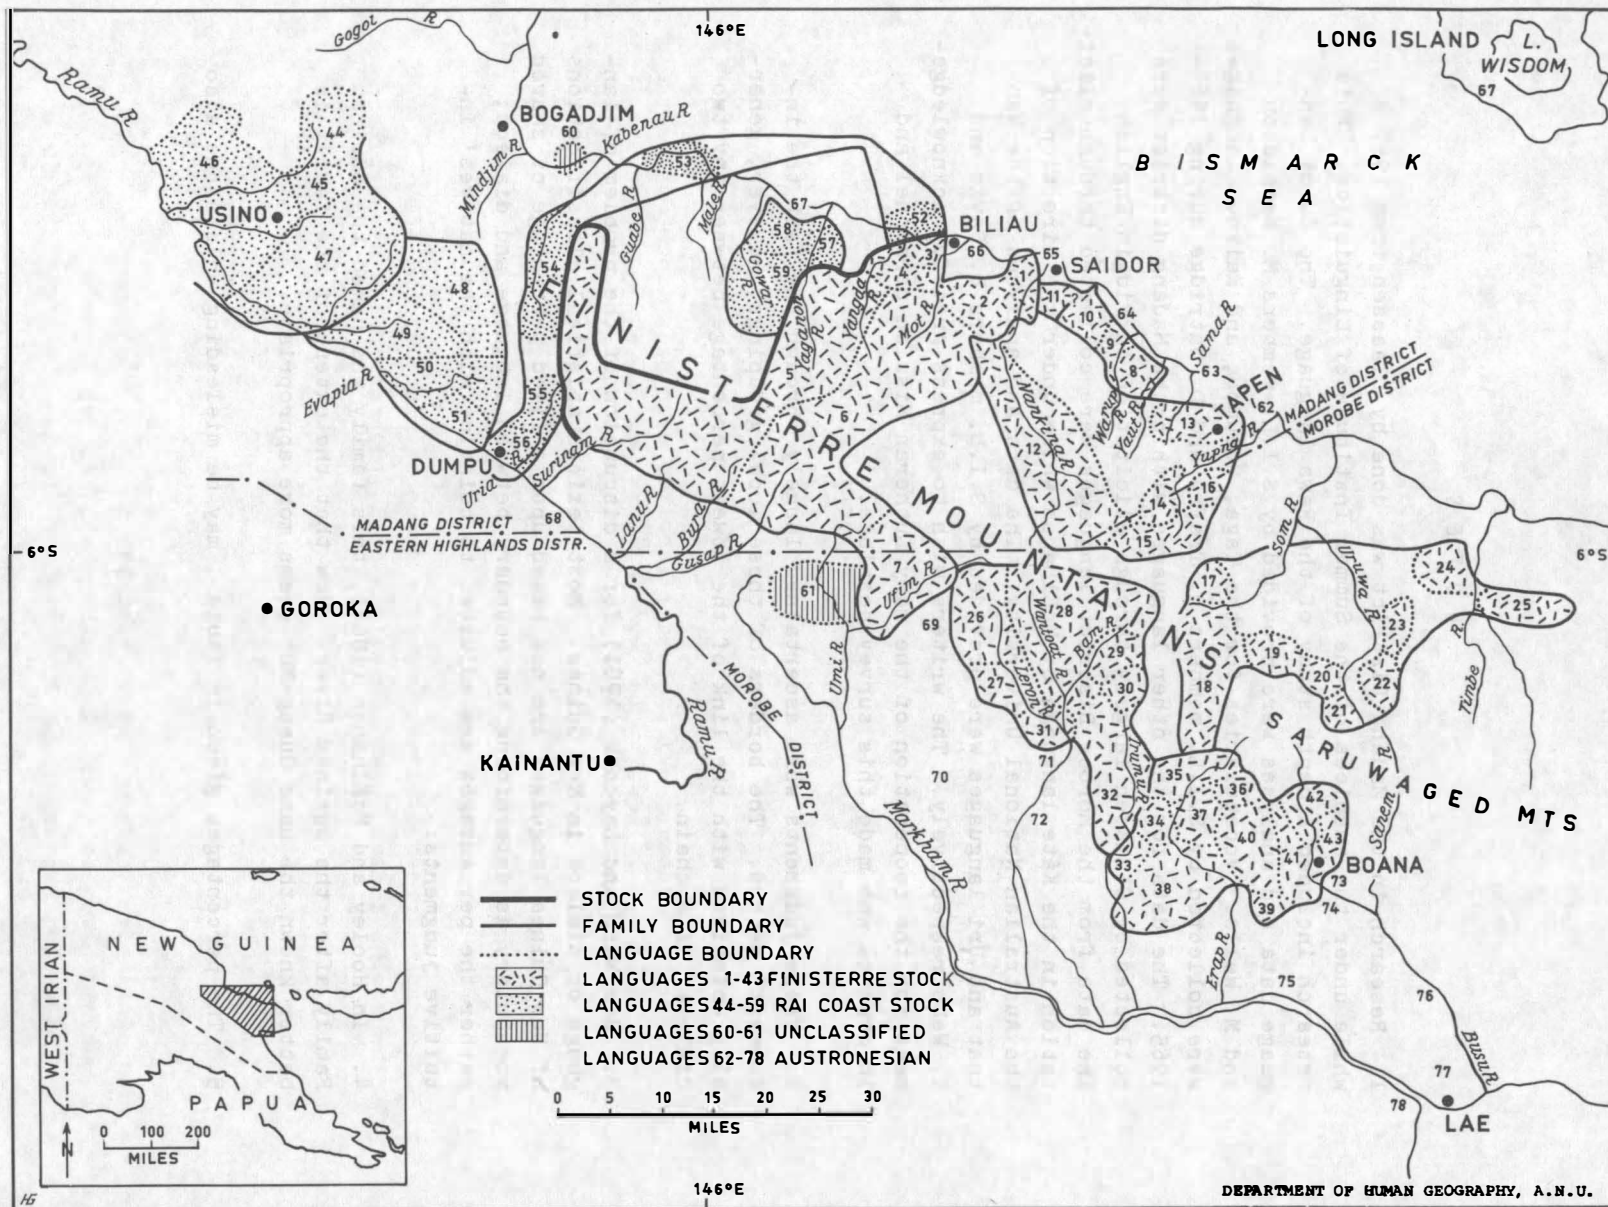 146°E
LONG ISLAND
L. WISDOM
67
BISMARCK SEA
Gogol R
Ramu R
BOGADJIM
60
Kabenau R
Mindjim R
53
46
44
45
USINO
47
Guabe R
Male R
67
58
57
59
Gowar R
52
BILIAU
66
65
SAIDOR
3
4
1
2
11
10
64
9
8
Sama R
63
54
48
49
50
51
55
56
Evapia R
DUMPU
Uria R
Surinam R
68
FINISTERRE MOUNTAINS
Yaganon R
Yangda R
Mot R
5
6
Nankina R
12
Warup R
Yaut R
TAPEN
13
62
MADANG DISTRICT
MOROBE DISTRICT
Yupna R
14
16
15
MADANG DISTRICT
EASTERN HIGHLANDS DISTR.
Ianu R
Bura R
Gusap R
6°S
6°S
GOROKA
61
7
Ufim R
69
Umi R
Som R
Uruwa R
17
24
25
23
22
19
20
21
18
Timbe R.
26
28
Wantoat R
Bam R
29
27
Leron R
30
31
71
SARUWAGED MTS
MOROBE DISTRICT
Ramu R
KAINANTU
70
72
Markham R
32
Irumu R
35
36
34
37
40
33
38
42
43
41
39
Sanem R
BOANA
73
74
Erap R
75
76
Busu R
77
78
LAE
STOCK BOUNDARY
FAMILY BOUNDARY
LANGUAGE BOUNDARY
LANGUAGES 1-43 FINISTERRE STOCK
LANGUAGES 44-59 RAI COAST STOCK
LANGUAGES 60-61 UNCLASSIFIED
LANGUAGES 62-78 AUSTRONESIAN
0 5 10 15 20 25 30
MILES
WEST IRIAN
NEW GUINEA
PAPUA
N
0 100 200
MILES
HG
146°E
DEPARTMENT OF HUMAN GEOGRAPHY, A.N.U.